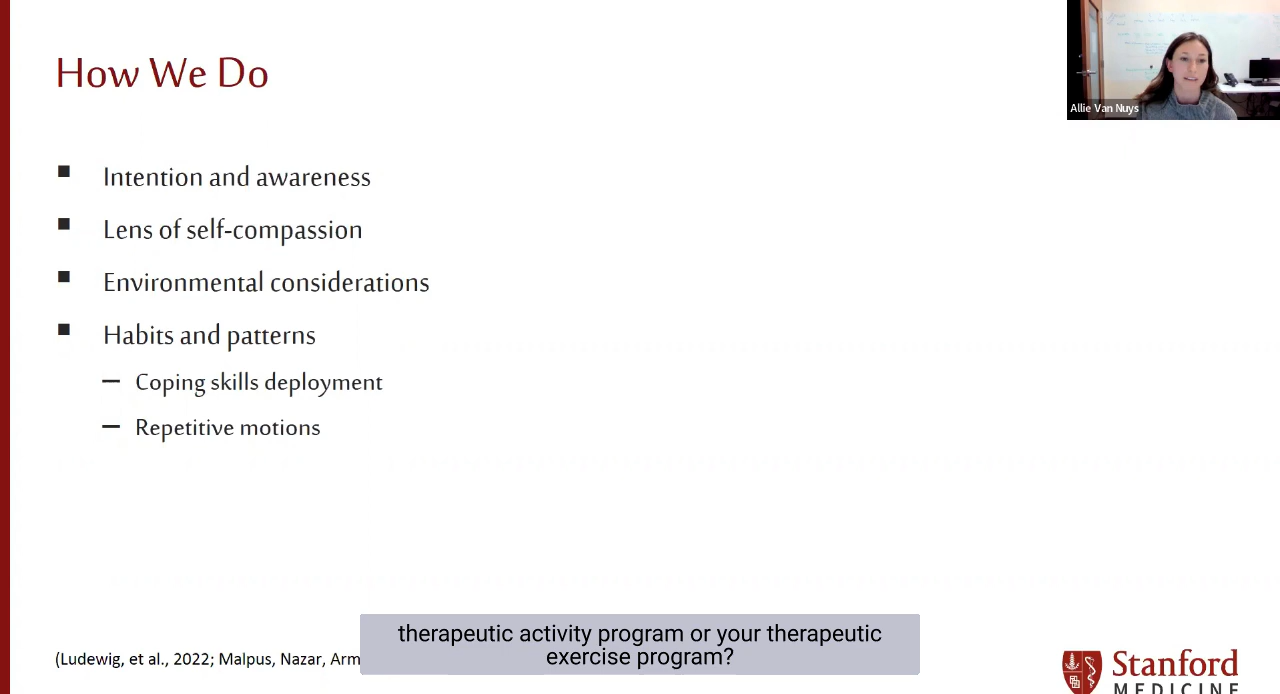 How We Do
Allie Van Nuys
Intention and awareness
Lens of self-compassion
Environmental considerations
Habits and patterns
– Coping skills deployment
– Repetitive motions
therapeutic activity program or your therapeutic
exercise program?
(Ludewig, et al., 2022; Malpus, Nazar, Arm
Stanford
MEDICINE